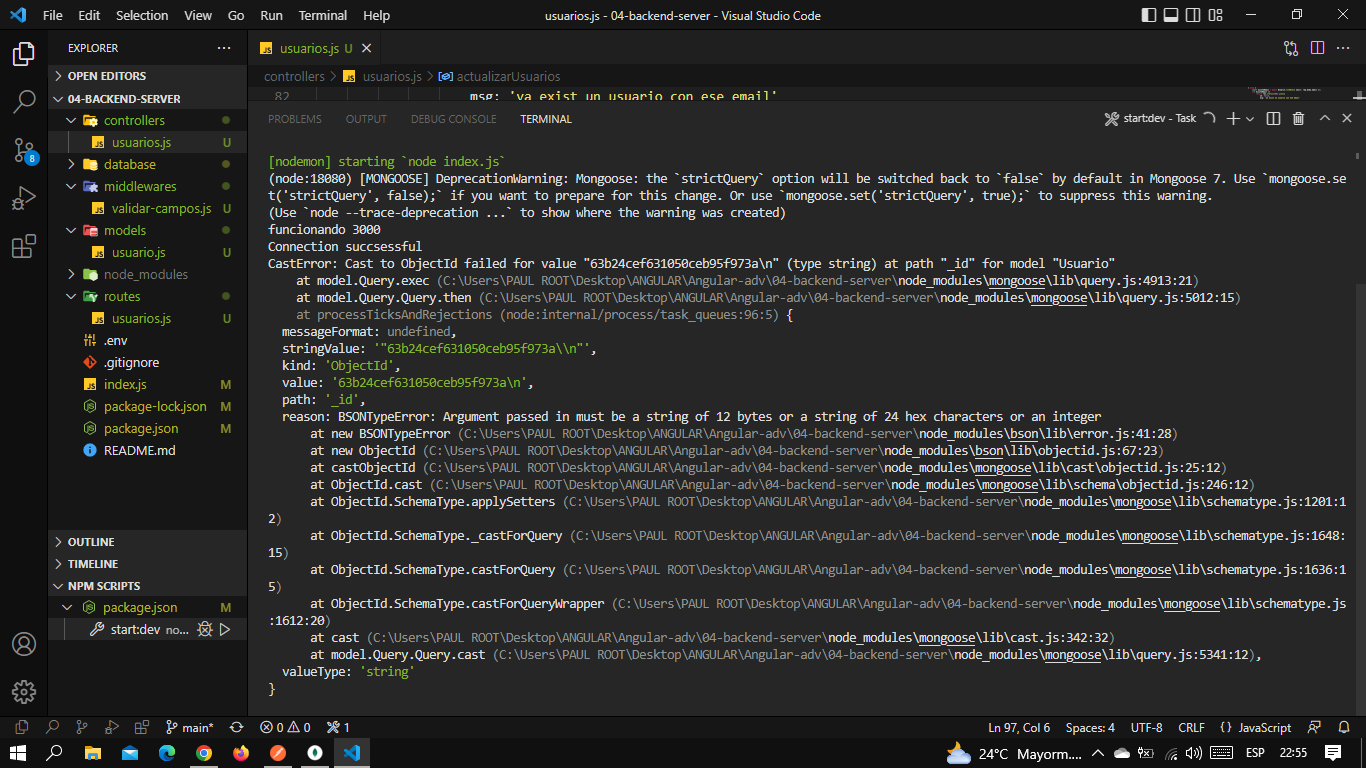 File Edit Selection View Go Run Terminal Help
usuarios.js - 04-backend-server - Visual Studio Code
EXPLORER
OPEN EDITORS
04-BACKEND-SERVER
controllers
usuarios.js U
database
middlewares
validar-campos.js U
models
usuario.js U
node_modules
routes
usuarios.js U
.env
.gitignore
index.js M
package-lock.json M
package.json M
README.md
OUTLINE
TIMELINE
NPM SCRIPTS
package.json M
start:dev no...
8
usuarios.js U
controllers > usuarios.js > actualizarUsuarios
82 msg: 'ya exist un usuario con ese email'
PROBLEMS OUTPUT DEBUG CONSOLE TERMINAL
start:dev - Task
[nodemon] starting `node index.js`
(node:18080) [MONGOOSE] DeprecationWarning: Mongoose: the `strictQuery` option will be switched back to `false` by default in Mongoose 7. Use `mongoose.se
t('strictQuery', false);` if you want to prepare for this change. Or use `mongoose.set('strictQuery', true);` to suppress this warning.
(Use `node --trace-deprecation ...` to show where the warning was created)
funcionando 3000
Connection succsessful
CastError: Cast to ObjectId failed for value "63b24cef631050ceb95f973a\n" (type string) at path "_id" for model "Usuario"
at model.Query.exec (C:\Users\PAUL ROOT\Desktop\ANGULAR\Angular-adv\04-backend-server\node_modules\mongoose\lib\query.js:4913:21)
at model.Query.Query.then (C:\Users\PAUL ROOT\Desktop\ANGULAR\Angular-adv\04-backend-server\node_modules\mongoose\lib\query.js:5012:15)
at processTicksAndRejections (node:internal/process/task_queues:96:5) {
messageFormat: undefined,
stringValue: '"63b24cef631050ceb95f973a\\n"',
kind: 'ObjectId',
value: '63b24cef631050ceb95f973a\n',
path: '_id',
reason: BSONTypeError: Argument passed in must be a string of 12 bytes or a string of 24 hex characters or an integer
at new BSONTypeError (C:\Users\PAUL ROOT\Desktop\ANGULAR\Angular-adv\04-backend-server\node_modules\bson\lib\error.js:41:28)
at new ObjectId (C:\Users\PAUL ROOT\Desktop\ANGULAR\Angular-adv\04-backend-server\node_modules\bson\lib\objectid.js:67:23)
at castObjectId (C:\Users\PAUL ROOT\Desktop\ANGULAR\Angular-adv\04-backend-server\node_modules\mongoose\lib\cast\objectid.js:25:12)
at ObjectId.cast (C:\Users\PAUL ROOT\Desktop\ANGULAR\Angular-adv\04-backend-server\node_modules\mongoose\lib\schema\objectid.js:246:12)
at ObjectId.SchemaType.applySetters (C:\Users\PAUL ROOT\Desktop\ANGULAR\Angular-adv\04-backend-server\node_modules\mongoose\lib\schematype.js:1201:1
2)
at ObjectId.SchemaType._castForQuery (C:\Users\PAUL ROOT\Desktop\ANGULAR\Angular-adv\04-backend-server\node_modules\mongoose\lib\schematype.js:1648:
15)
at ObjectId.SchemaType.castForQuery (C:\Users\PAUL ROOT\Desktop\ANGULAR\Angular-adv\04-backend-server\node_modules\mongoose\lib\schematype.js:1636:1
5)
at ObjectId.SchemaType.castForQueryWrapper (C:\Users\PAUL ROOT\Desktop\ANGULAR\Angular-adv\04-backend-server\node_modules\mongoose\lib\schematype.js
:1612:20)
at cast (C:\Users\PAUL ROOT\Desktop\ANGULAR\Angular-adv\04-backend-server\node_modules\mongoose\lib\cast.js:342:32)
at model.Query.Query.cast (C:\Users\PAUL ROOT\Desktop\ANGULAR\Angular-adv\04-backend-server\node_modules\mongoose\lib\query.js:5341:12),
valueType: 'string'
}
main* 0 0 1 Ln 97, Col 6 Spaces: 4 UTF-8 CRLF {} JavaScript
24°C Mayorm.... ESP 22:55